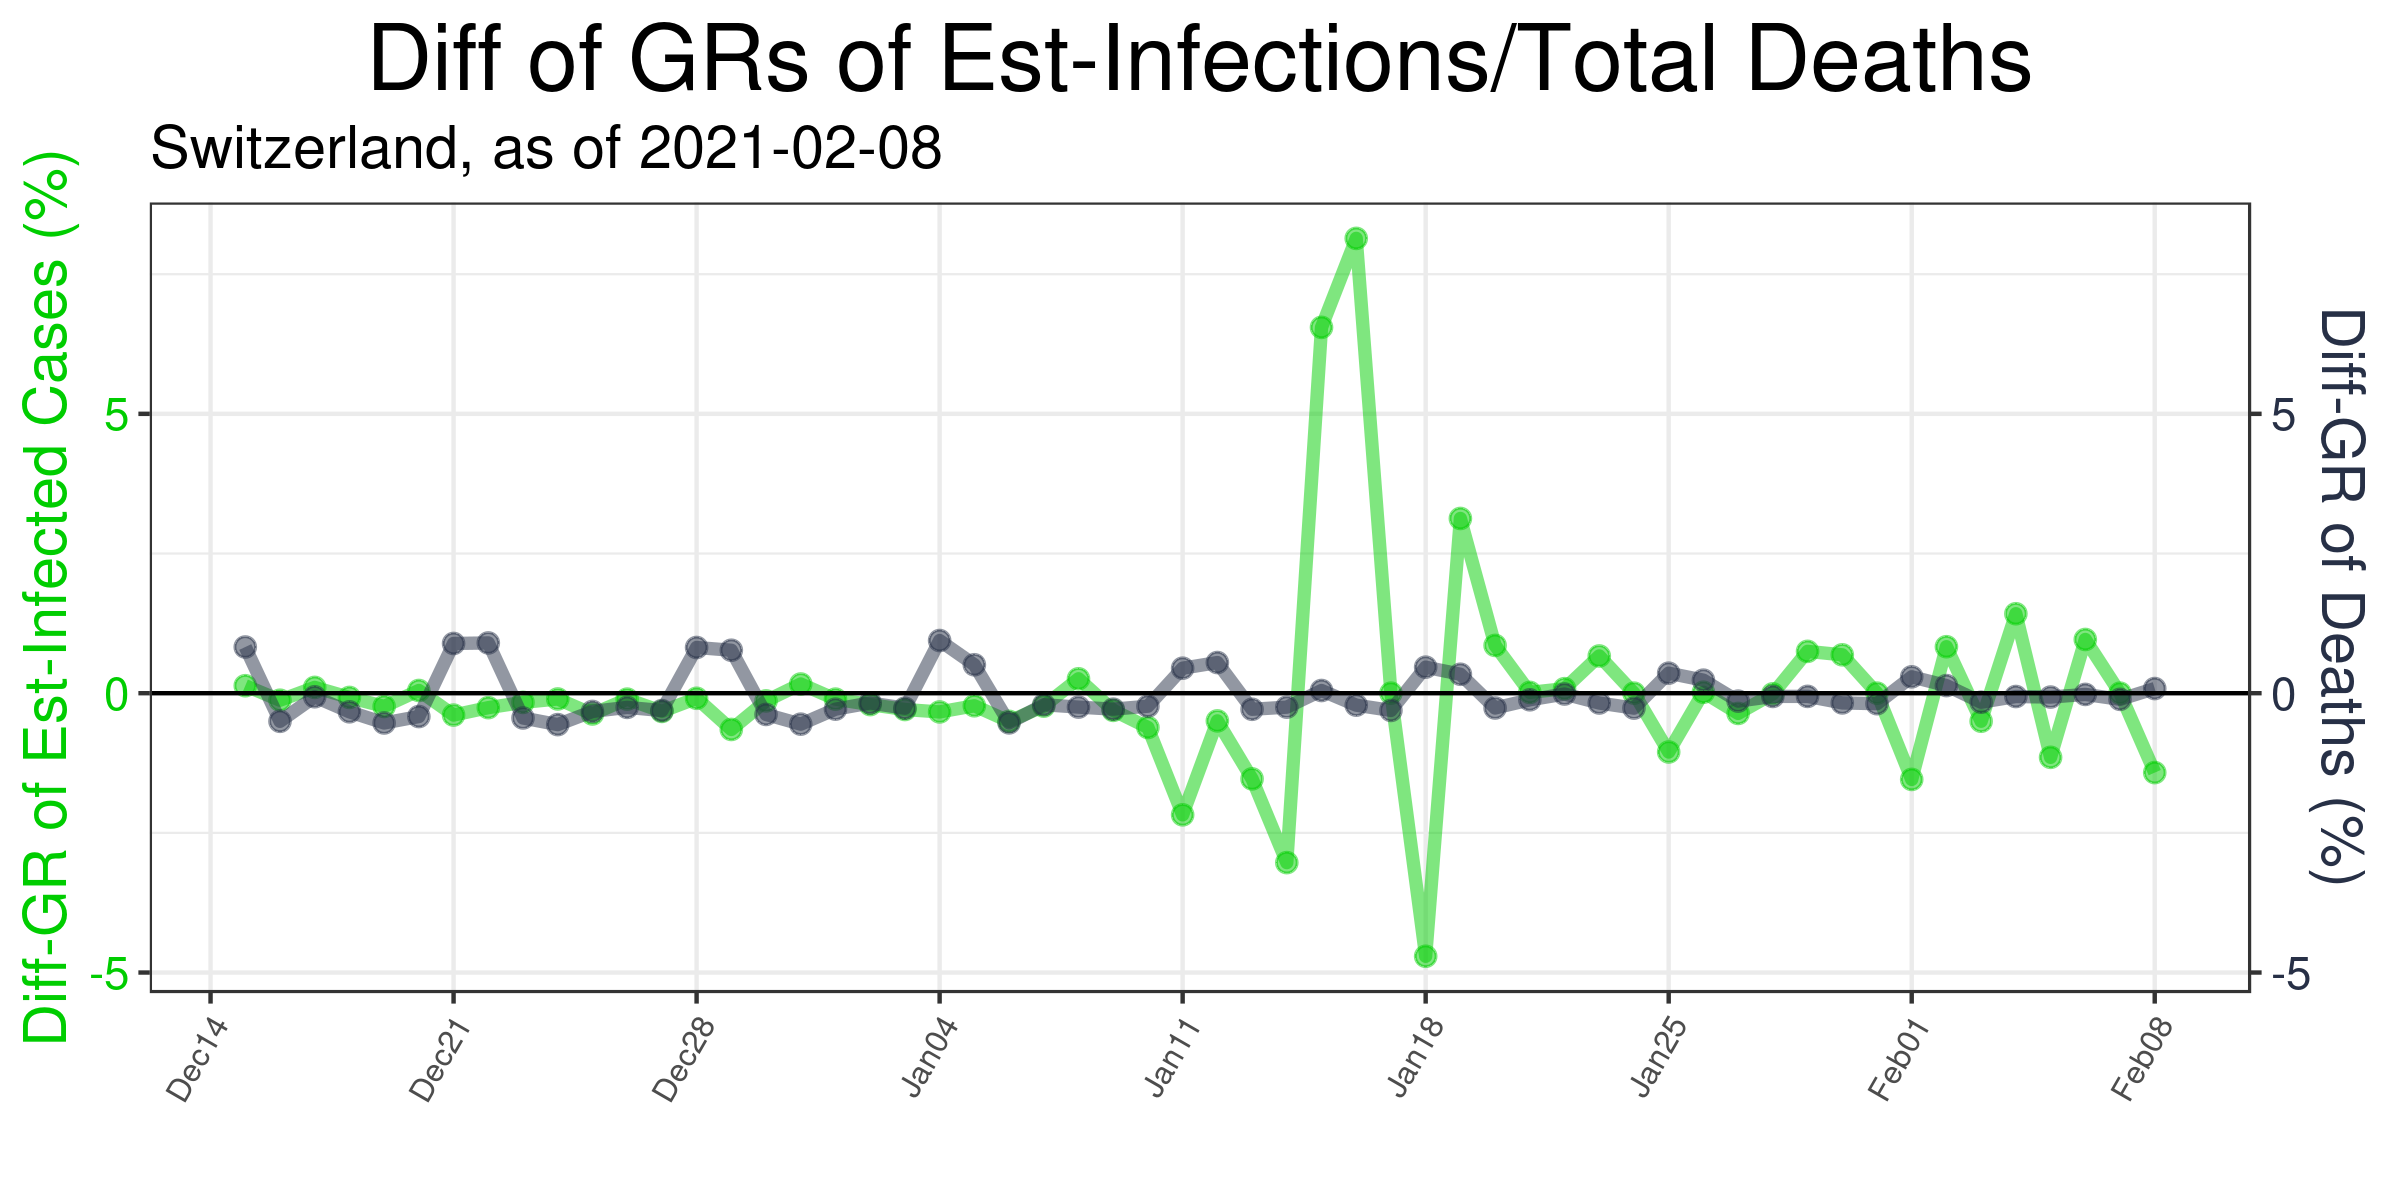 Diff of GRs of Est-Infections/Total Deaths
Switzerland, as of 2021-02-08
Diff-GR of Est-Infected Cases (%)
5
0
-5
5
0
-5
Diff-GR of Deaths (%)
Dec14
Dec21
Dec28
Jan04
Jan11
Jan18
Jan25
Feb01
Feb08